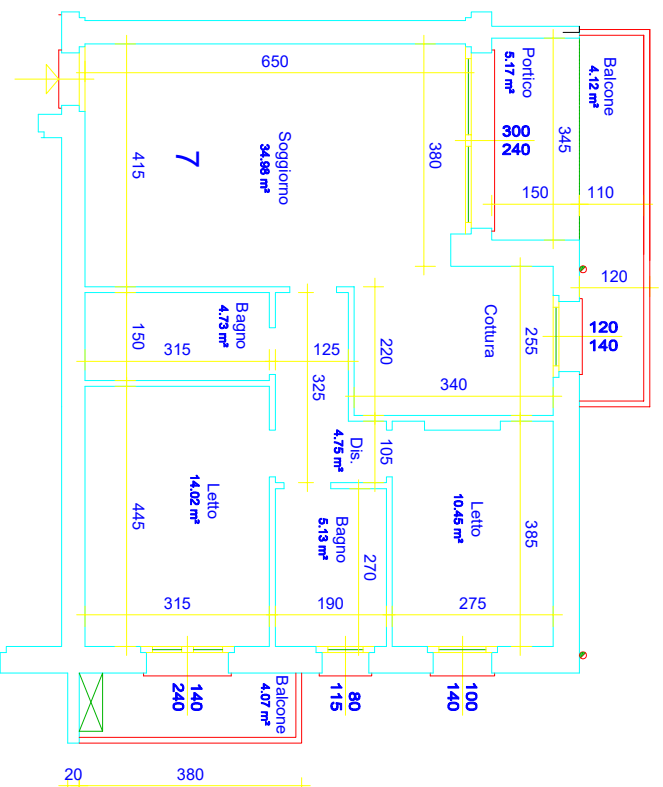 650
Portico
5.17 m²
Balcone
4.12 m²
300
240
345
380
415
7
Soggiorno
34.98 m²
150
110
120
120
140
Cottura
255
Bagno
4.73 m²
150
315
125
220
325
340
Dis.
4.75 m²
105
Letto
14.02 m²
445
Bagno
5.13 m²
270
Letto
10.45 m²
385
315
190
275
140
240
Balcone
4.07 m²
80
115
100
140
20
380